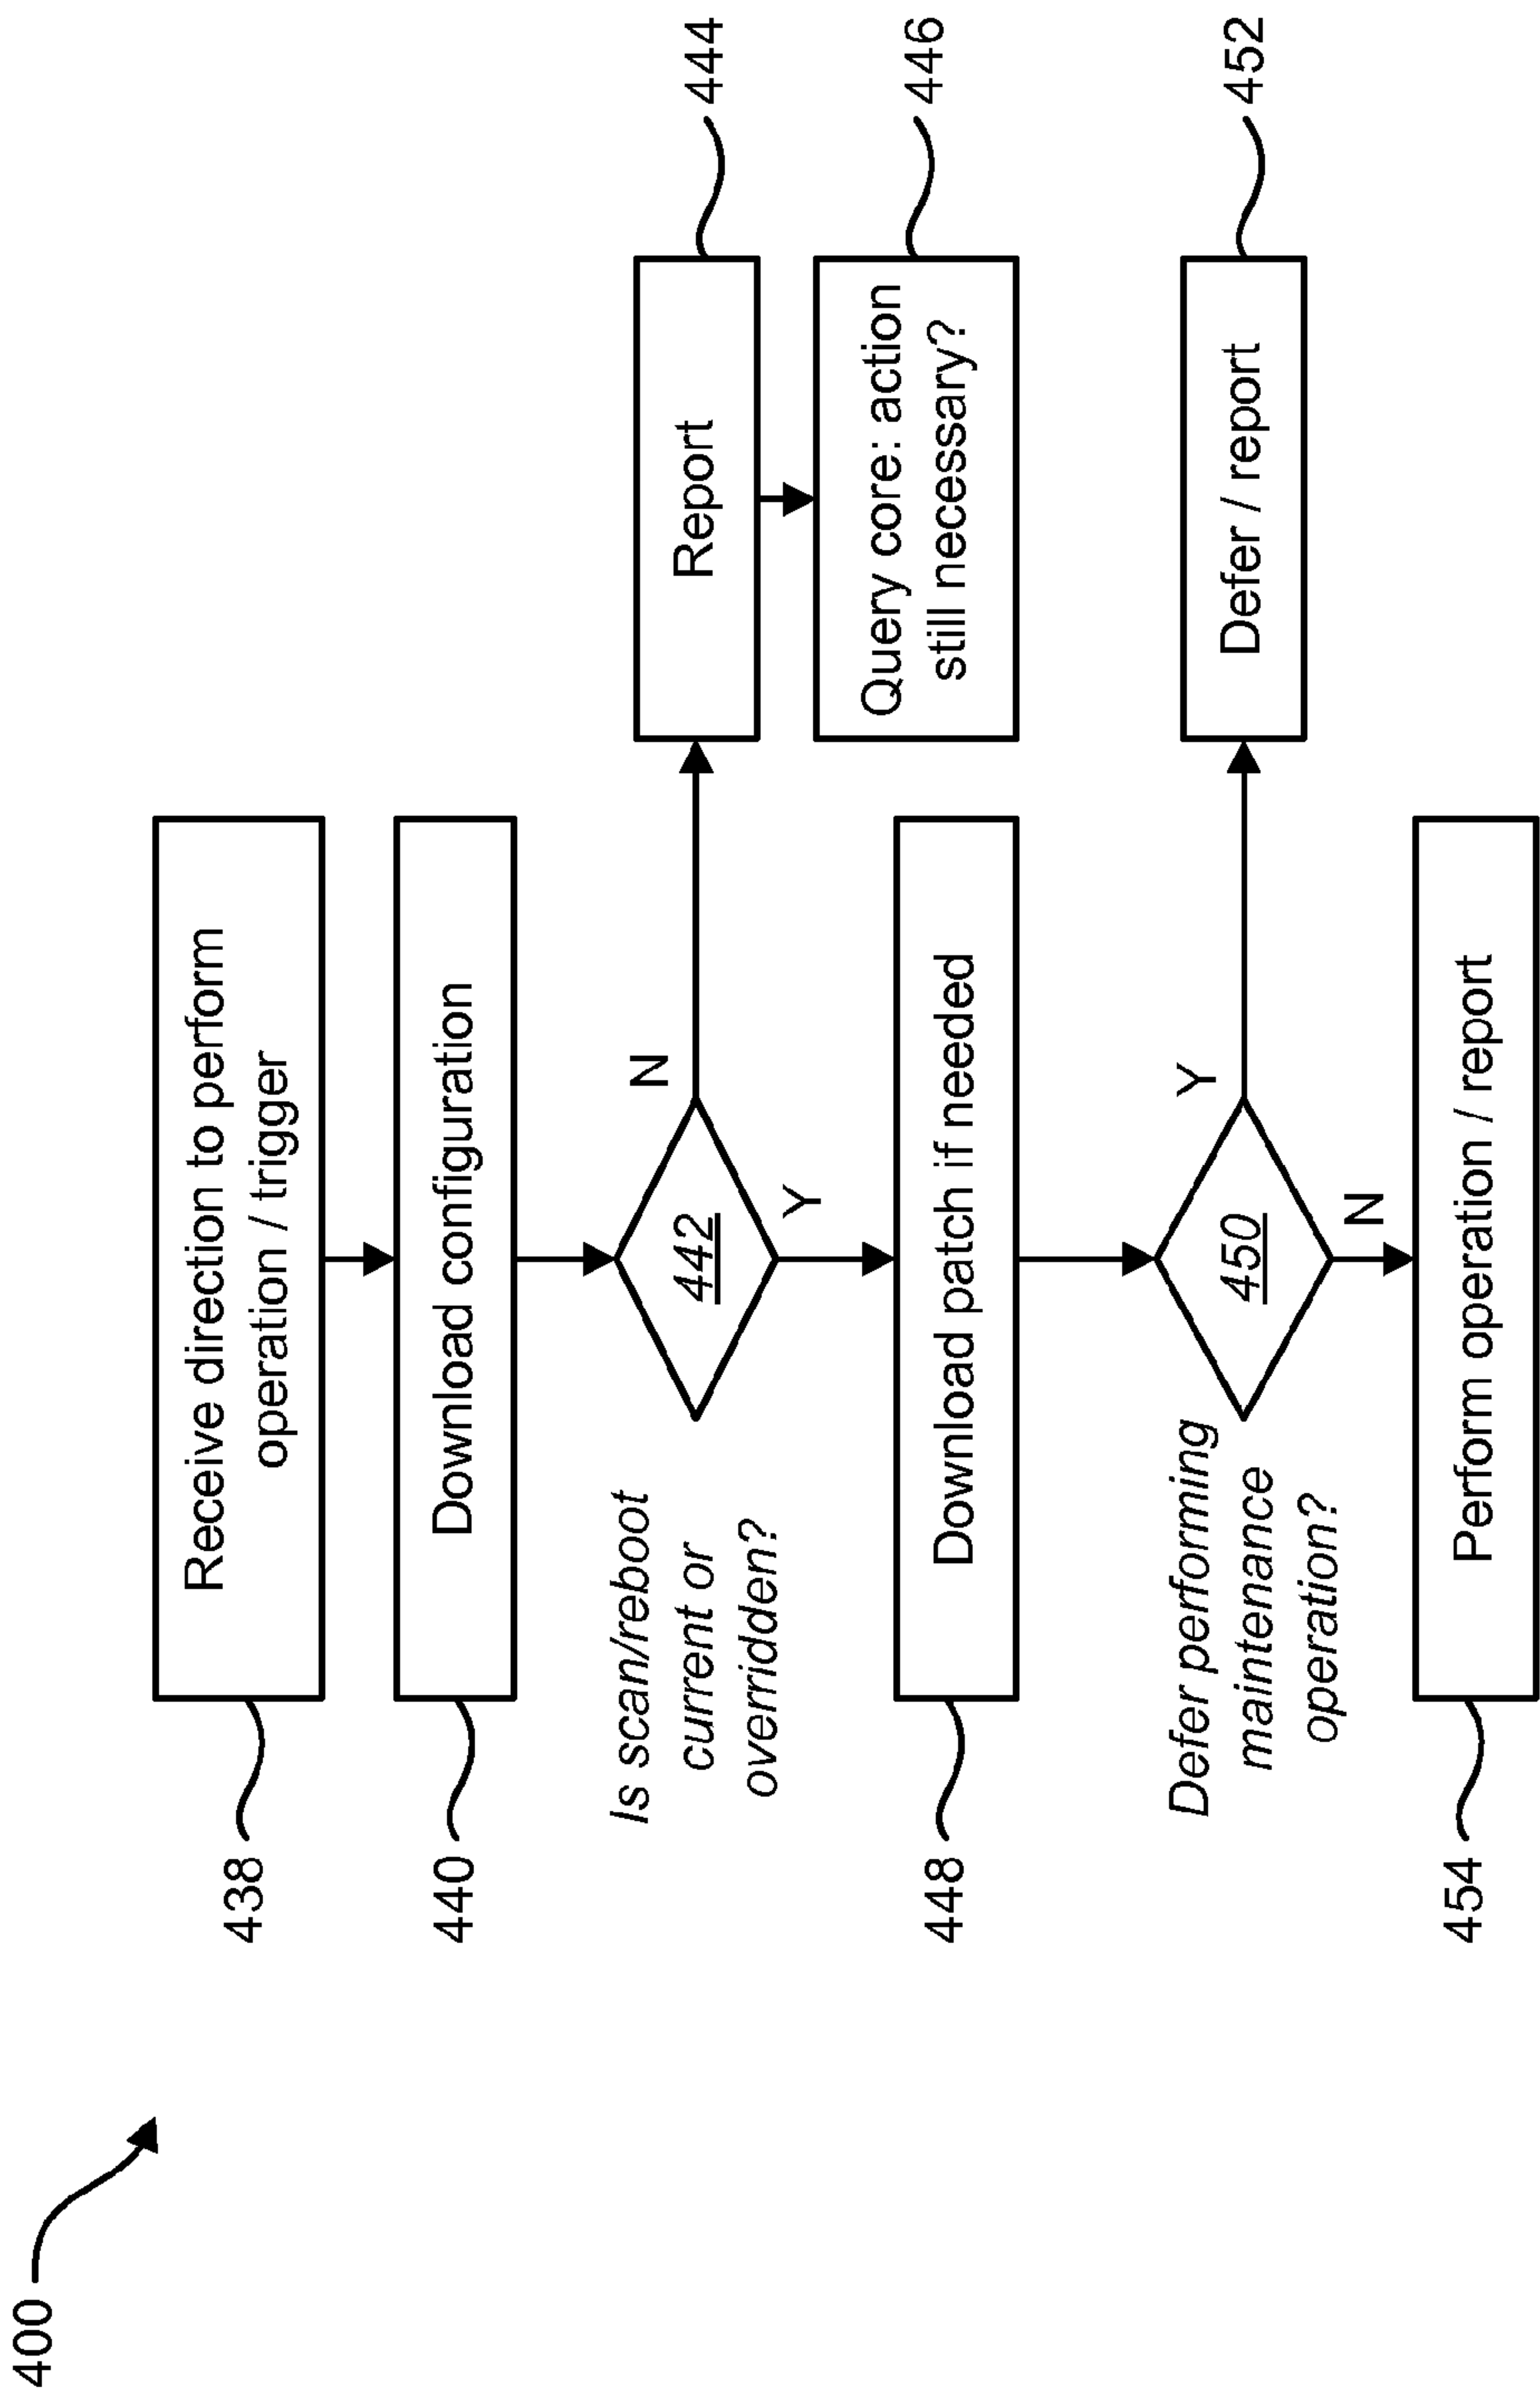 400
438
Receive direction to perform
operation / trigger
440
Download configuration
Is scan/reboot
current or
overridden?
442
N
Y
Report
444
Query core: action
still necessary?
446
448
Download patch if needed
Defer performing
maintenance
operation?
450
Y
N
Defer / report
452
454
Perform operation / report